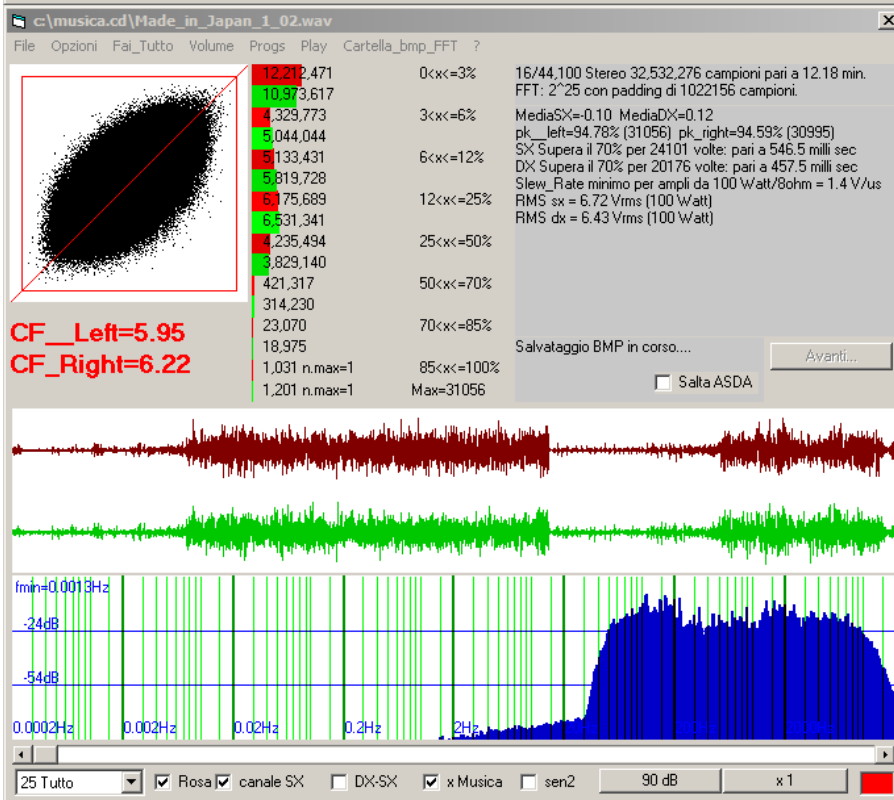 c:\musica.cd\Made_in_Japan_1_02.wav
File Opzioni Fai_Tutto Volume Progs Play Cartella_bmp_FFT ?
12,212,471 0<x<=3%
10,973,617
4,329,773 3<x<=6%
5,044,044
5,133,431 6<x<=12%
5,819,728
6,175,689 12<x<=25%
6,531,341
4,235,494 25<x<=50%
3,829,140
421,317 50<x<=70%
314,230
23,070 70<x<=85%
18,975
1,031 n.max=1 85<x<=100%
1,201 n.max=1 Max=31056
CF__Left=5.95
CF_Right=6.22
16/44,100 Stereo 32,532,276 campioni pari a 12.18 min.
FFT: 2^25 con padding di 1022156 campioni.
MediaSX=-0.10 MediaDX=0.12
pk__left=94.78% (31056) pk_right=94.59% (30995)
SX Supera il 70% per 24101 volte: pari a 546.5 milli sec
DX Supera il 70% per 20176 volte: pari a 457.5 milli sec
Slew_Rate minimo per ampli da 100 Watt/8ohm = 1.4 V/us
RMS sx = 6.72 Vrms (100 Watt)
RMS dx = 6.43 Vrms (100 Watt)
Salvataggio BMP in corso....
Avanti...
Salta ASDA
fmin=0.0013Hz
-24dB
-54dB
0.0002Hz 0.002Hz 0.02Hz 0.2Hz 2Hz
25 Tutto Rosa canale SX DX-SX x Musica sen2 90 dB x 1